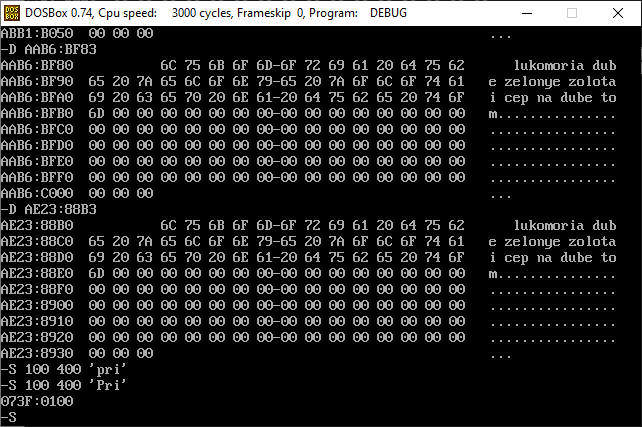 DOSBox 0.74, Cpu speed: 3000 cycles, Frameskip 0, Program: DEBUG
ABB1:B050 00 00 00 ...
-D AAB6:BF83
AAB6:BF80 6C 75 6B 6F 6D-6F 72 69 61 20 64 75 62 lukomoria dub
AAB6:BF90 65 20 7A 65 6C 6F 6E 79-65 20 7A 6F 6C 6F 74 61 e zelonye zolota
AAB6:BFA0 69 20 63 65 70 20 6E 61-20 64 75 62 65 20 74 6F i cep na dube to
AAB6:BFB0 6D 00 00 00 00 00 00 00-00 00 00 00 00 00 00 00 m...............
AAB6:BFC0 00 00 00 00 00 00 00 00-00 00 00 00 00 00 00 00 ................
AAB6:BFD0 00 00 00 00 00 00 00 00-00 00 00 00 00 00 00 00 ................
AAB6:BFE0 00 00 00 00 00 00 00 00-00 00 00 00 00 00 00 00 ................
AAB6:BFF0 00 00 00 00 00 00 00 00-00 00 00 00 00 00 00 00 ................
AAB6:C000 00 00 00 ...
-D AE23:88B3
AE23:88B0 6C 75 6B 6F 6D-6F 72 69 61 20 64 75 62 lukomoria dub
AE23:88C0 65 20 7A 65 6C 6F 6E 79-65 20 7A 6F 6C 6F 74 61 e zelonye zolota
AE23:88D0 69 20 63 65 70 20 6E 61-20 64 75 62 65 20 74 6F i cep na dube to
AE23:88E0 6D 00 00 00 00 00 00 00-00 00 00 00 00 00 00 00 m...............
AE23:88F0 00 00 00 00 00 00 00 00-00 00 00 00 00 00 00 00 ................
AE23:8900 00 00 00 00 00 00 00 00-00 00 00 00 00 00 00 00 ................
AE23:8910 00 00 00 00 00 00 00 00-00 00 00 00 00 00 00 00 ................
AE23:8920 00 00 00 00 00 00 00 00-00 00 00 00 00 00 00 00 ................
AE23:8930 00 00 00 ...
-S 100 400 'pri'
-S 100 400 'Pri'
073F:0100
-S